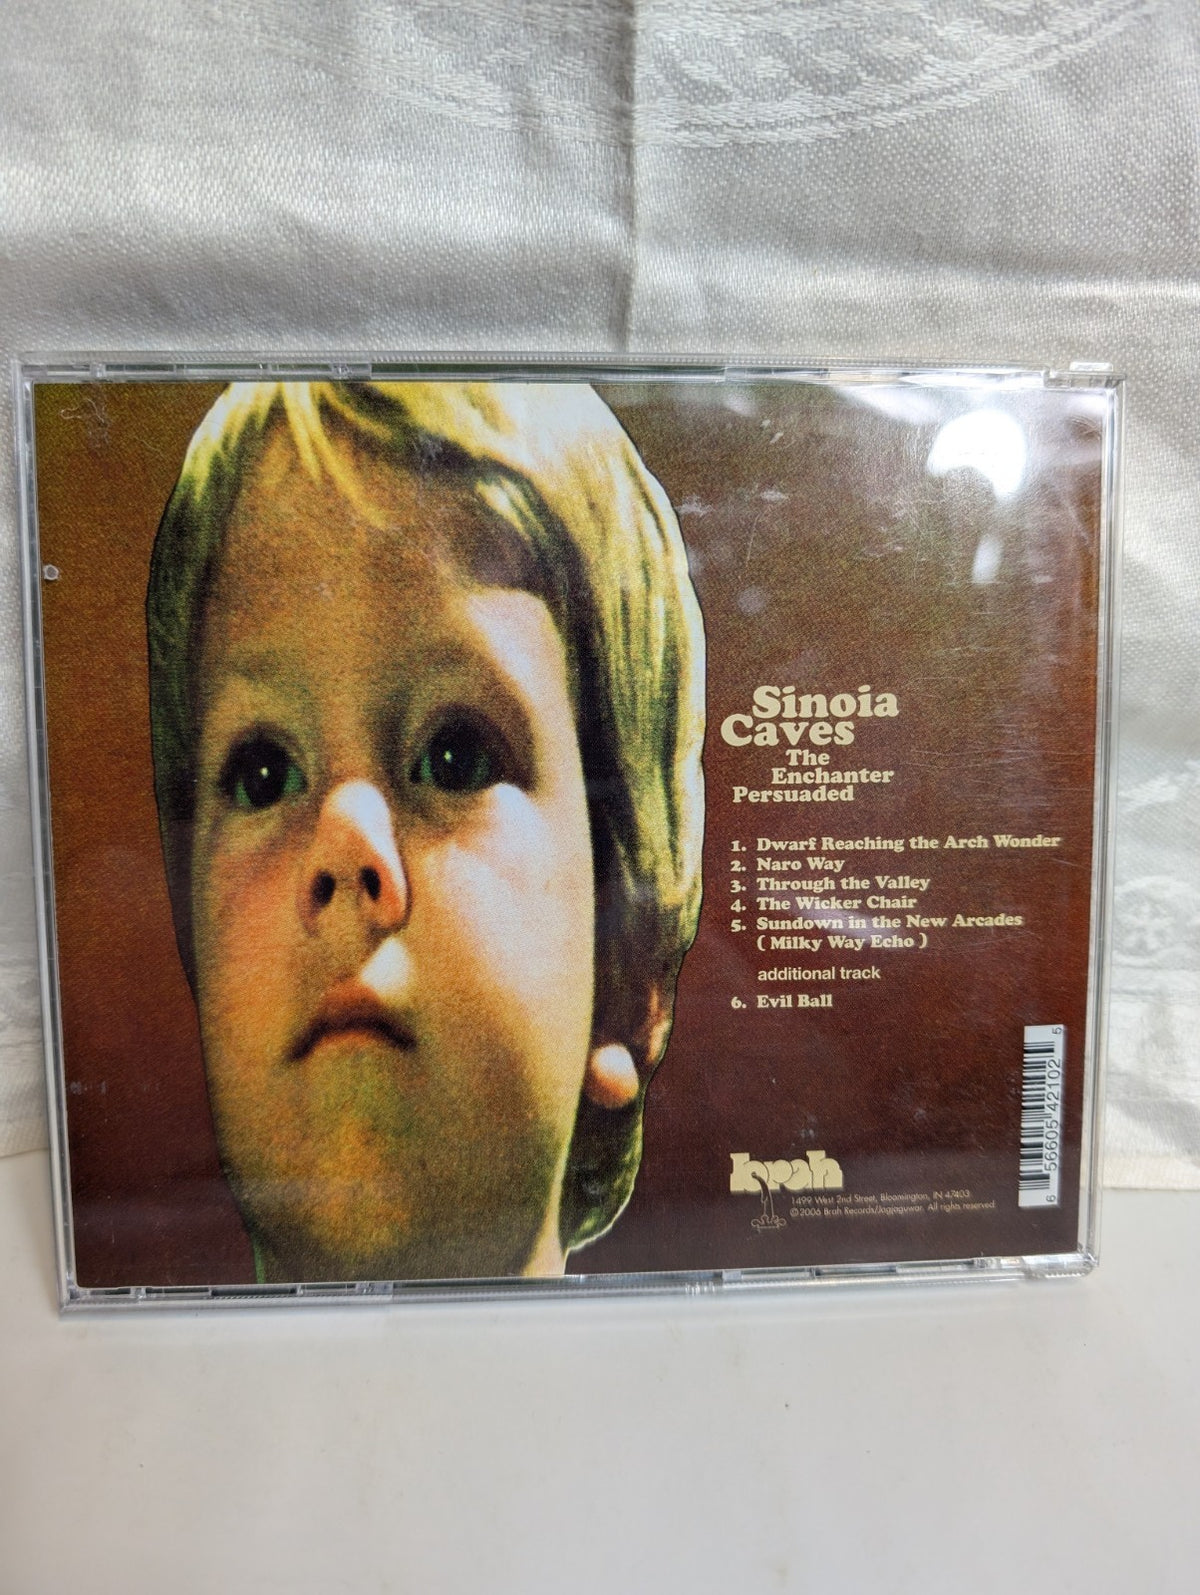 Sinoia
Caves
The
Enchanter
Persuaded
1. Dwarf Reaching the Arch Wonder
2. Naro Way
3. Through the Valley
4. The Wicker Chair
5. Sundown in the New Arcades
( Milky Way Echo )
additional track
6. Evil Ball
brah
1499 West 2nd Street, Bloomington, IN 47403
©2006 Brah Records/Jagjaguwar. All rights reserved
6 56605 42102 5